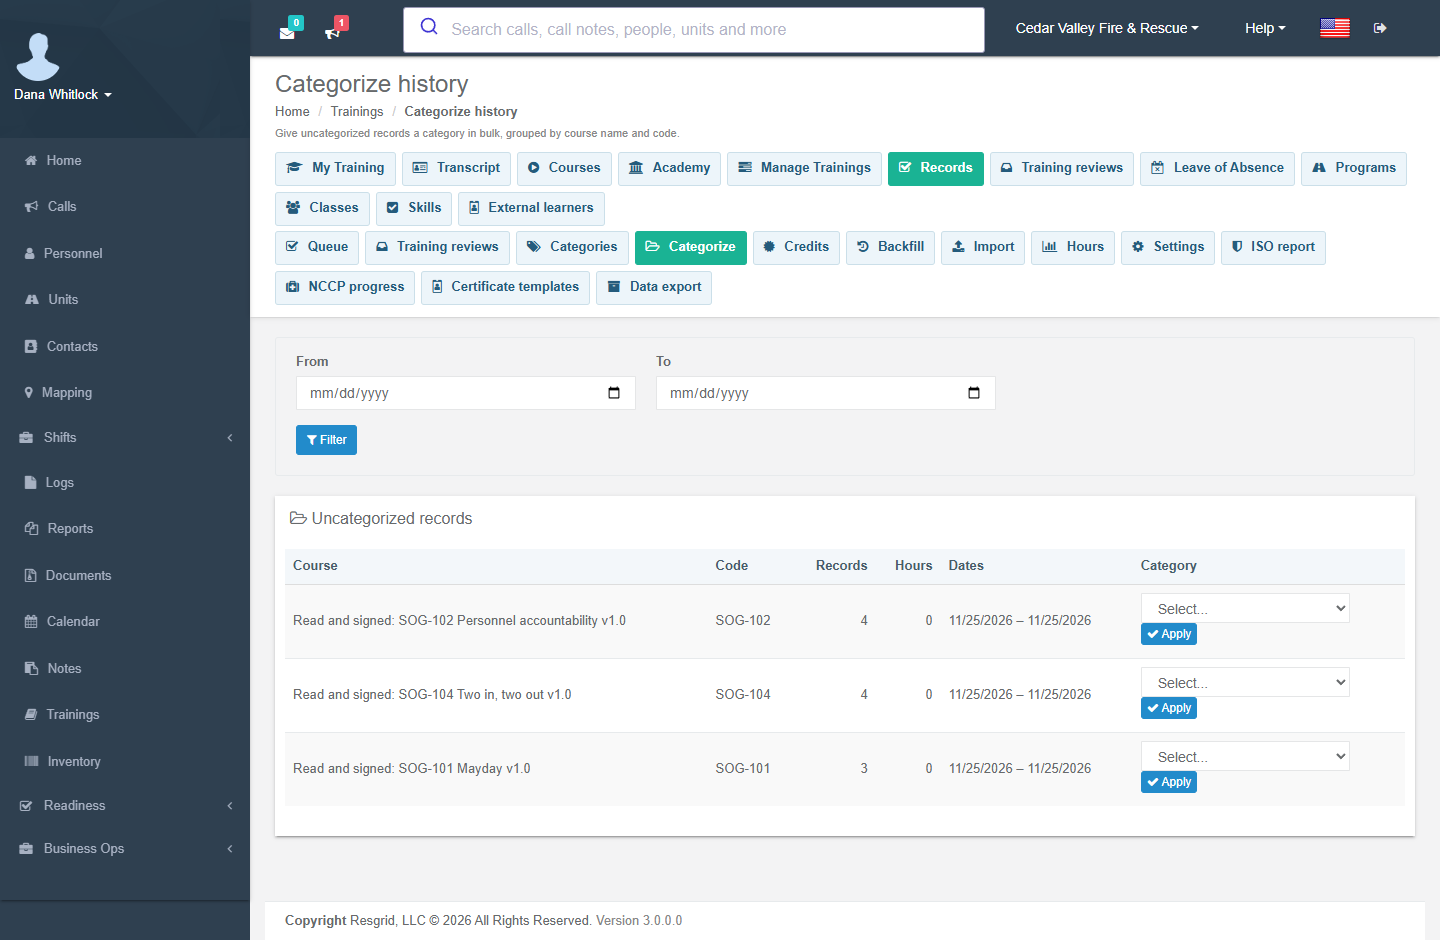 0
1
Search calls, call notes, people, units and more
Cedar Valley Fire & Rescue
Help
Dana Whitlock
Home
Calls
Personnel
Units
Contacts
Mapping
Shifts
Logs
Reports
Documents
Calendar
Notes
Trainings
Inventory
Readiness
Business Ops
Categorize history
Home / Trainings / Categorize history
Give uncategorized records a category in bulk, grouped by course name and code.
My Training Transcript Courses Academy Manage Trainings Records Training reviews Leave of Absence Programs
Classes Skills External learners
Queue Training reviews Categories Categorize Credits Backfill Import Hours Settings ISO report
NCCP progress Certificate templates Data export
From To
mm/dd/yyyy mm/dd/yyyy
Filter
Uncategorized records
Course Code Records Hours Dates Category
Read and signed: SOG-102 Personnel accountability v1.0 SOG-102 4 0 11/25/2026 – 11/25/2026 Select...
Apply
Read and signed: SOG-104 Two in, two out v1.0 SOG-104 4 0 11/25/2026 – 11/25/2026 Select...
Apply
Read and signed: SOG-101 Mayday v1.0 SOG-101 3 0 11/25/2026 – 11/25/2026 Select...
Apply
Copyright Resgrid, LLC © 2026 All Rights Reserved. Version 3.0.0.0